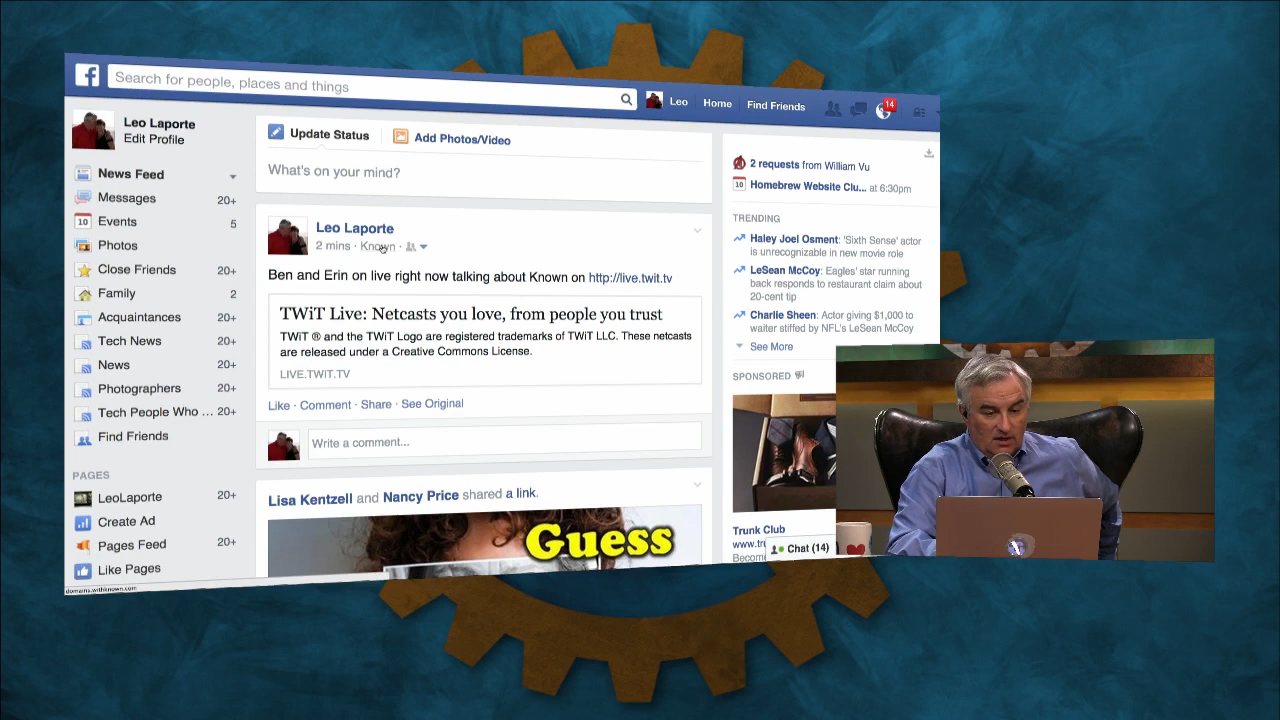 Search for people, places and things
Leo
Home
Find Friends
14
Leo Laporte
Edit Profile
News Feed
Messages 20+
10 Events 5
Photos
Close Friends 20+
Family 2
Acquaintances 20+
Tech News 20+
News 20+
Photographers 20+
Tech People Who ... 20+
Find Friends
PAGES
LeoLaporte 20+
Create Ad
Pages Feed 20+
Like Pages
domains.withknown.com
Update Status
Add Photos/Video
What's on your mind?
Leo Laporte
2 mins · Known ·
Ben and Erin on live right now talking about Known on http://live.twit.tv
TWiT Live: Netcasts you love, from people you trust
TWiT ® and the TWiT Logo are registered trademarks of TWiT LLC. These netcasts
are released under a Creative Commons License.
LIVE.TWIT.TV
Like · Comment · Share · See Original
Write a comment...
Lisa Kentzell and Nancy Price shared a link.
Guess
2 requests from William Vu
10 Homebrew Website Clu... at 6:30pm
TRENDING
Haley Joel Osment: 'Sixth Sense' actor
is unrecognizable in new movie role
LeSean McCoy: Eagles' star running
back responds to restaurant claim about
20-cent tip
Charlie Sheen: Actor giving $1,000 to
waiter stiffed by NFL's LeSean McCoy
See More
SPONSORED
Trunk Club
www.tru
Become
Chat (14)